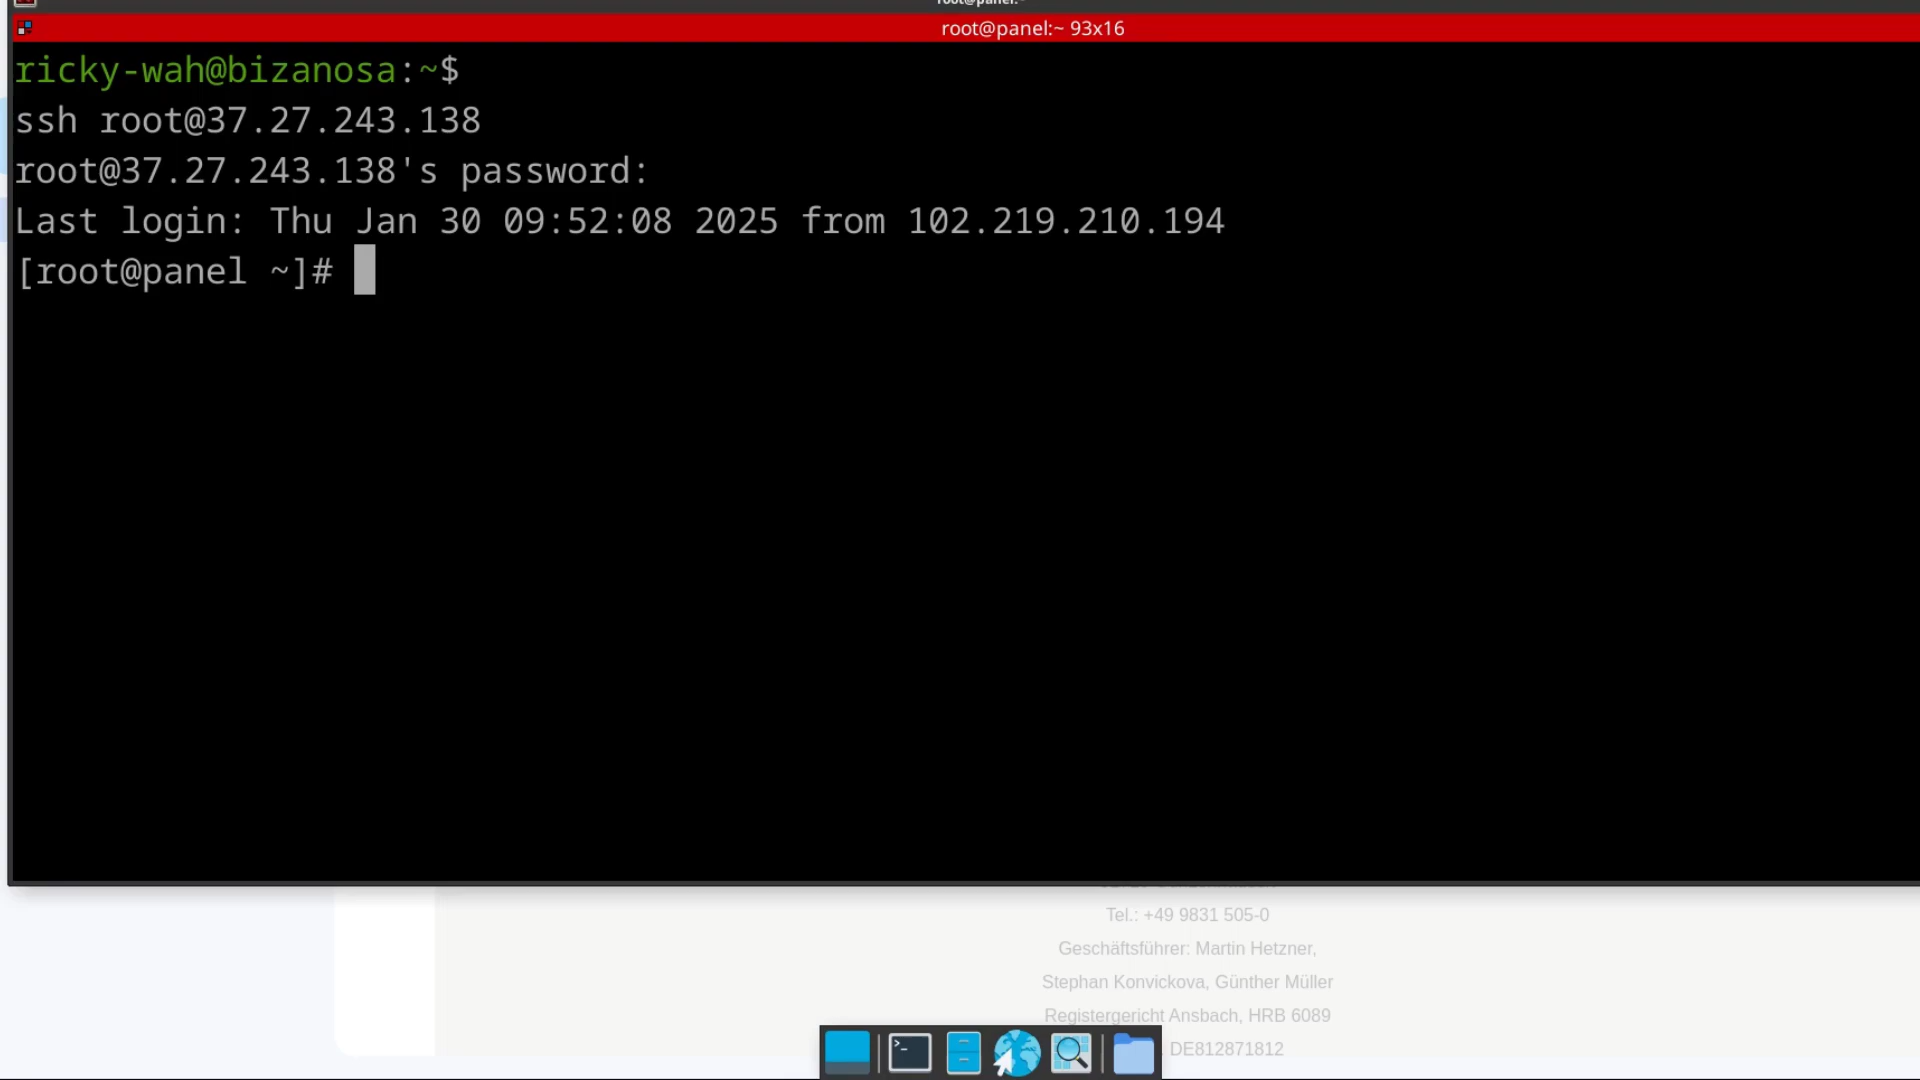 root@panel:~
root@panel:~ 93x16
ricky-wah@bizanosa:~$
ssh root@37.27.243.138
root@37.27.243.138's password:
Last login: Thu Jan 30 09:52:08 2025 from 102.219.210.194
[root@panel ~]#
Tel.: +49 9831 505-0
Geschäftsführer: Martin Hetzner,
Stephan Konvickova, Günther Müller
Registergericht Ansbach, HRB 6089
DE812871812